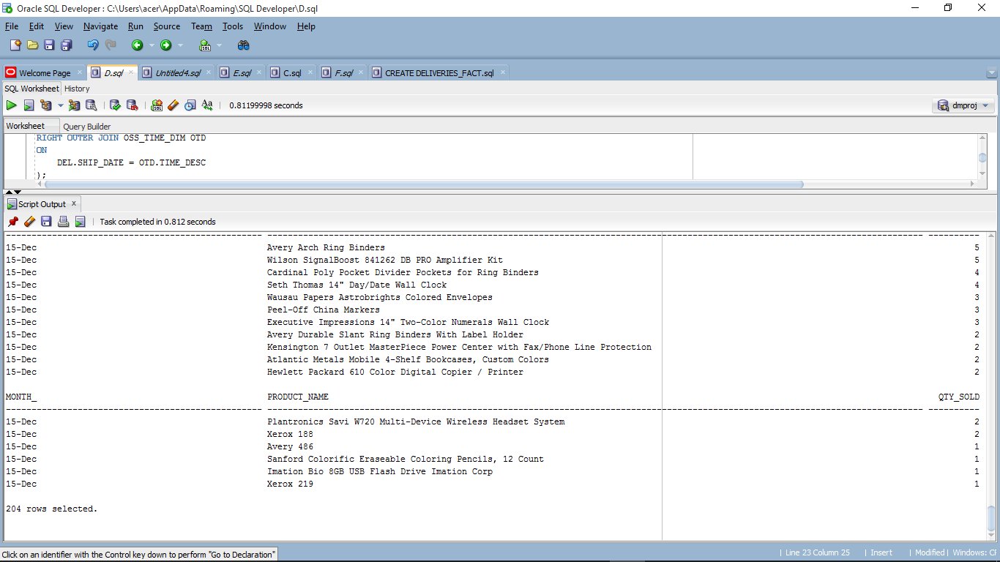 Oracle SQL Developer : C:\Users\acer\AppData\Roaming\SQL Developer\D.sql
File Edit View Navigate Run Source Team Tools Window Help
Welcome Page D.sql Untitled4.sql E.sql C.sql F.sql CREATE DELIVERIES_FACT.sql
SQL Worksheet History
0.81199998 seconds dmproj
Worksheet Query Builder
RIGHT OUTER JOIN OSS_TIME_DIM OTD
ON
DEL.SHIP_DATE = OTD.TIME_DESC
);
Script Output x
Task completed in 0.812 seconds
15-Dec Avery Arch Ring Binders 5
15-Dec Wilson SignalBoost 841262 DB PRO Amplifier Kit 5
15-Dec Cardinal Poly Pocket Divider Pockets for Ring Binders 4
15-Dec Seth Thomas 14" Day/Date Wall Clock 4
15-Dec Wausau Papers Astrobrights Colored Envelopes 3
15-Dec Peel-Off China Markers 3
15-Dec Executive Impressions 14" Two-Color Numerals Wall Clock 3
15-Dec Avery Durable Slant Ring Binders With Label Holder 2
15-Dec Kensington 7 Outlet MasterPiece Power Center with Fax/Phone Line Protection 2
15-Dec Atlantic Metals Mobile 4-Shelf Bookcases, Custom Colors 2
15-Dec Hewlett Packard 610 Color Digital Copier / Printer 2
MONTH_ PRODUCT_NAME QTY_SOLD
15-Dec Plantronics Savi W720 Multi-Device Wireless Headset System 2
15-Dec Xerox 188 2
15-Dec Avery 486 1
15-Dec Sanford Colorific Eraseable Coloring Pencils, 12 Count 1
15-Dec Imation Bio 8GB USB Flash Drive Imation Corp 1
15-Dec Xerox 219 1
204 rows selected.
Click on an identifier with the Control key down to perform "Go to Declaration" | Line 23 Column 25 | Insert | Modified | Windows: CF